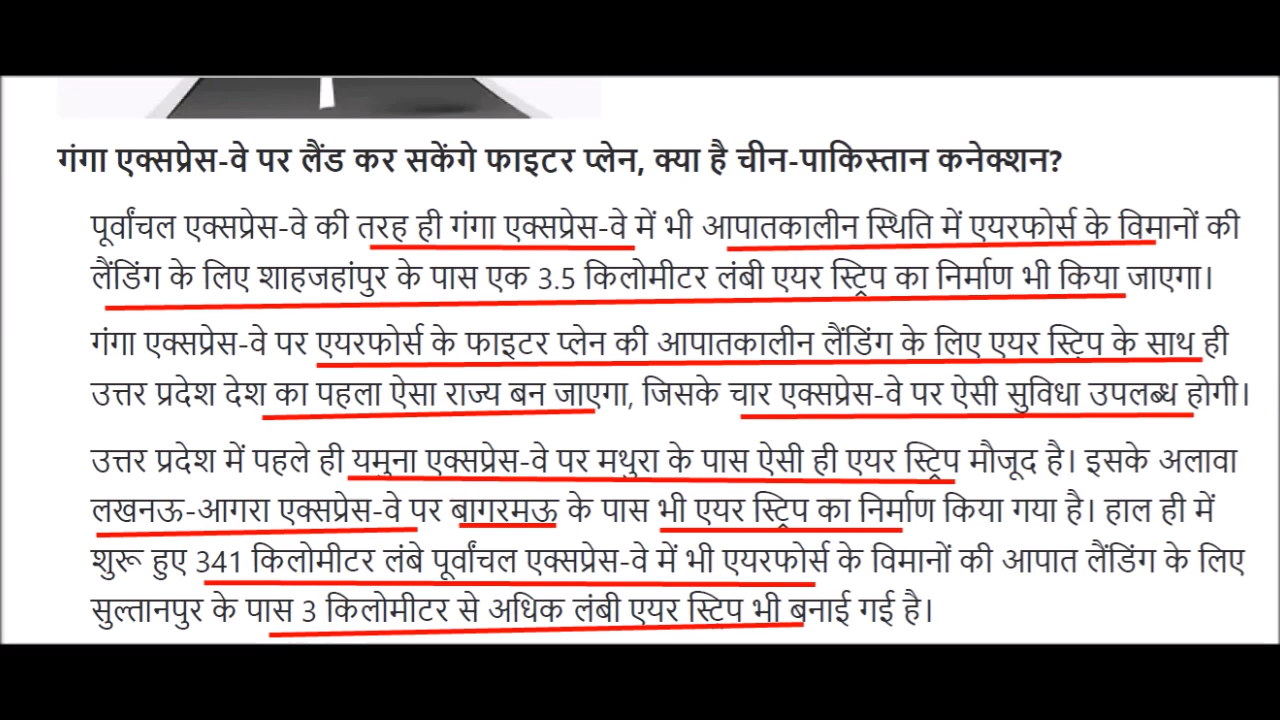 गंगा एक्सप्रेस-वे पर लैंड कर सकेंगे फाइटर प्लेन, क्या है चीन-पाकिस्तान कनेक्शन?
पूर्वांचल एक्सप्रेस-वे की तरह ही गंगा एक्सप्रेस-वे में भी आपातकालीन स्थिति में एयरफोर्स के विमानों की
लैंडिंग के लिए शाहजहांपुर के पास एक 3.5 किलोमीटर लंबी एयर स्ट्रिप का निर्माण भी किया जाएगा।
गंगा एक्सप्रेस-वे पर एयरफोर्स के फाइटर प्लेन की आपातकालीन लैंडिंग के लिए एयर स्ट्रिप के साथ ही
उत्तर प्रदेश देश का पहला ऐसा राज्य बन जाएगा, जिसके चार एक्सप्रेस-वे पर ऐसी सुविधा उपलब्ध होगी।
उत्तर प्रदेश में पहले ही यमुना एक्सप्रेस-वे पर मथुरा के पास ऐसी ही एयर स्ट्रिप मौजूद है। इसके अलावा
लखनऊ-आगरा एक्सप्रेस-वे पर बागरमऊ के पास भी एयर स्ट्रिप का निर्माण किया गया है। हाल ही में
शुरू हुए 341 किलोमीटर लंबे पूर्वांचल एक्सप्रेस-वे में भी एयरफोर्स के विमानों की आपात लैंडिंग के लिए
सुल्तानपुर के पास 3 किलोमीटर से अधिक लंबी एयर स्ट्रिप भी बनाई गई है।